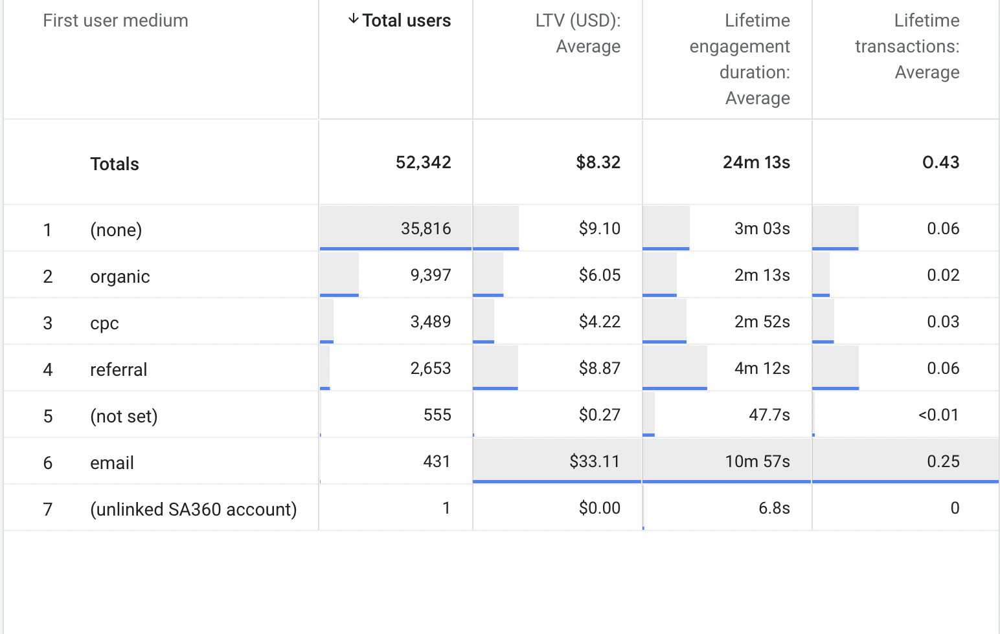 First user medium ↓ Total users LTV (USD): Average Lifetime engagement duration: Average Lifetime transactions: Average
Totals 52,342 $8.32 24m 13s 0.43
1 (none) 35,816 $9.10 3m 03s 0.06
2 organic 9,397 $6.05 2m 13s 0.02
3 cpc 3,489 $4.22 2m 52s 0.03
4 referral 2,653 $8.87 4m 12s 0.06
5 (not set) 555 $0.27 47.7s <0.01
6 email 431 $33.11 10m 57s 0.25
7 (unlinked SA360 account) 1 $0.00 6.8s 0